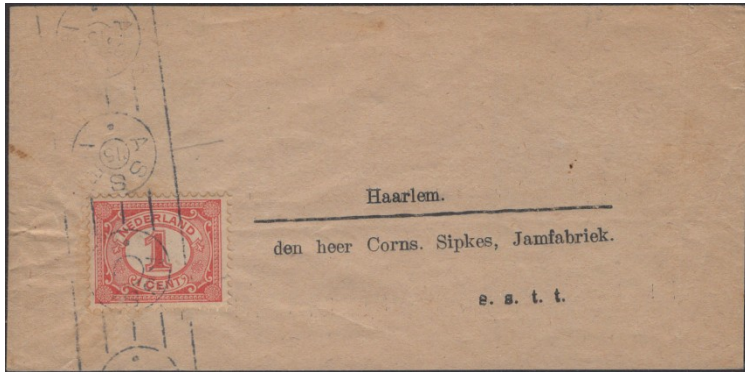 NEDERLAND
1
1 CENT
Haarlem.
den heer Corns. Sipkes, Jamfabriek.
e. s. t. t.